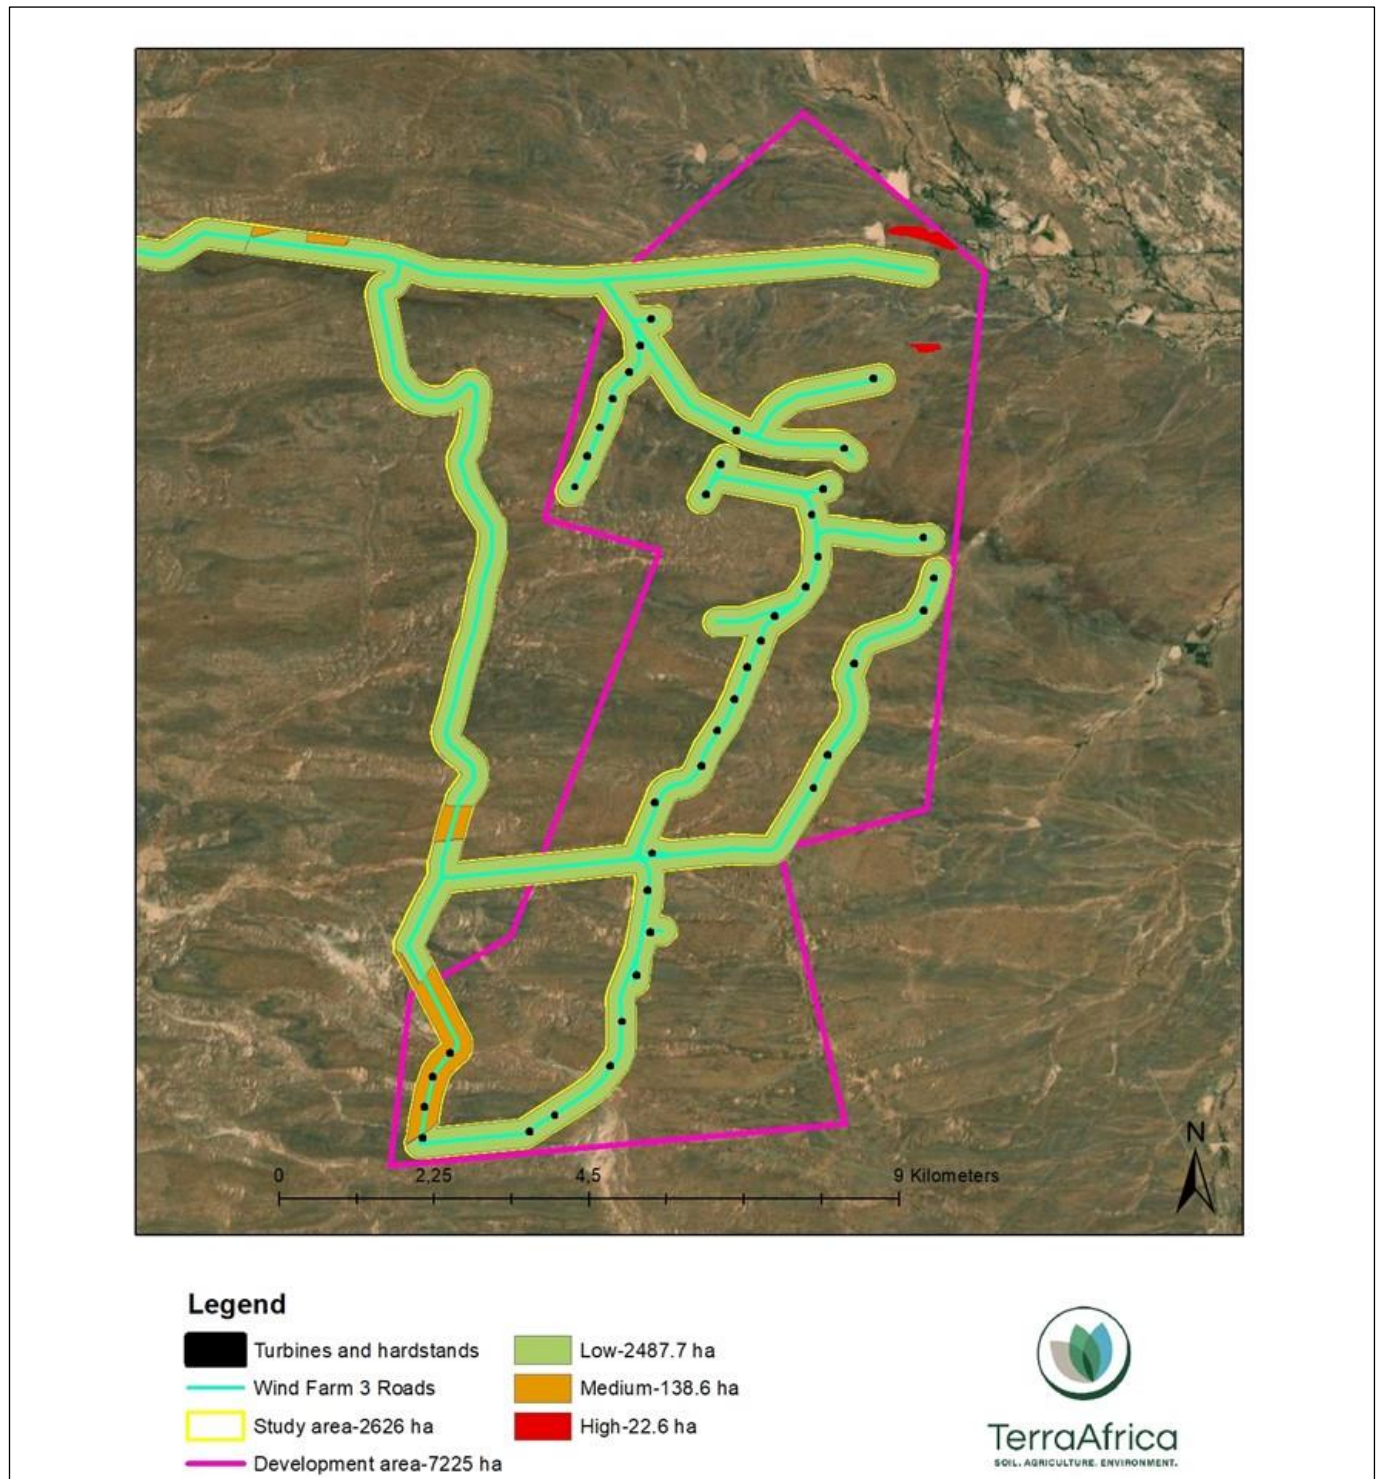 N
0 2,25 4,5 9 Kilometers
Legend
Turbines and hardstands
Wind Farm 3 Roads
Study area-2626 ha
Development area-7225 ha
Low-2487.7 ha
Medium-138.6 ha
High-22.6 ha
TerraAfrica
SOIL. AGRICULTURE. ENVIRONMENT.